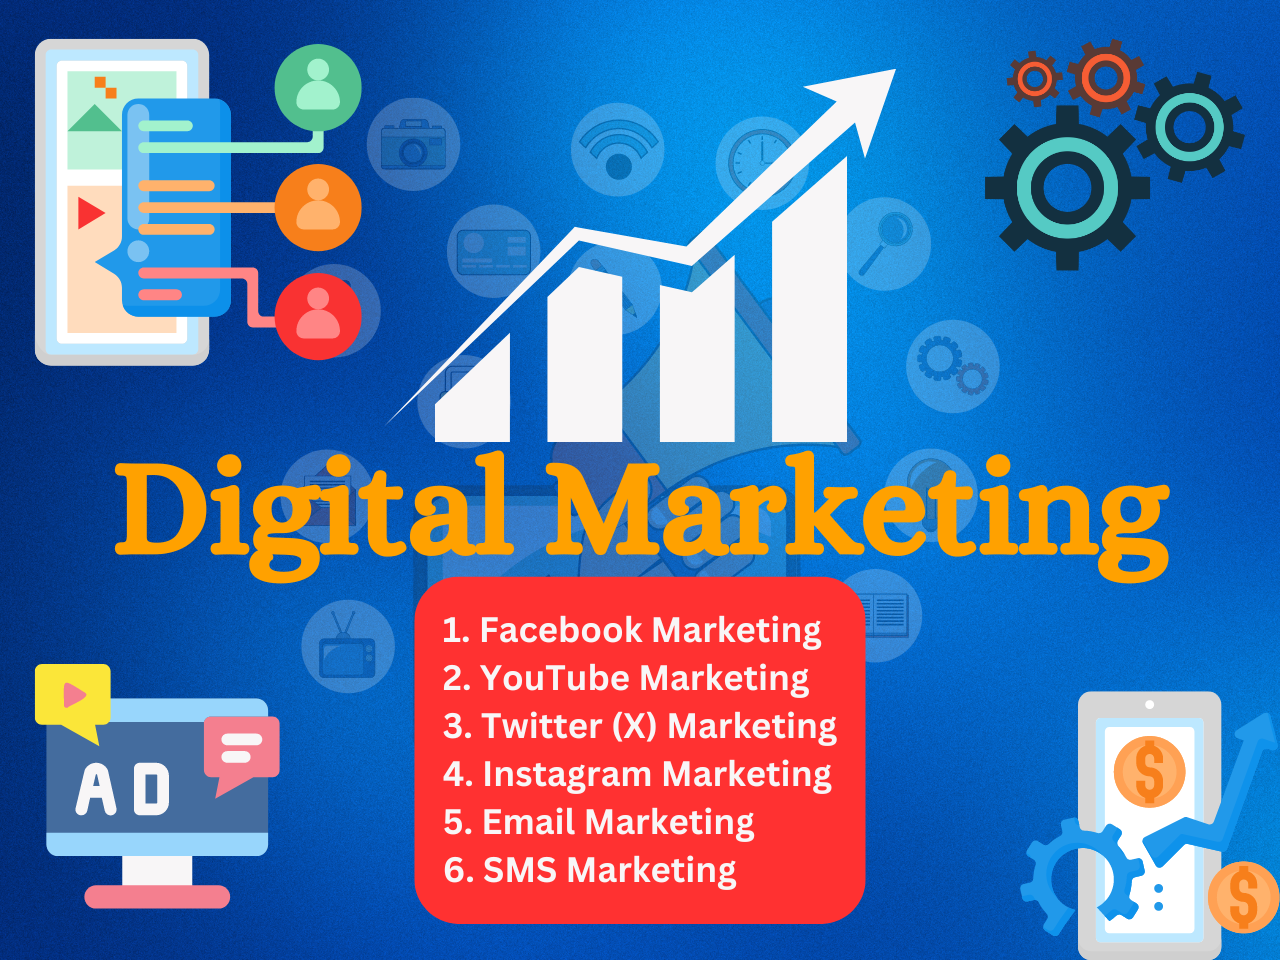 Digital Marketing
1. Facebook Marketing
2. YouTube Marketing
3. Twitter (X) Marketing
4. Instagram Marketing
5. Email Marketing
6. SMS Marketing
AD
$
$